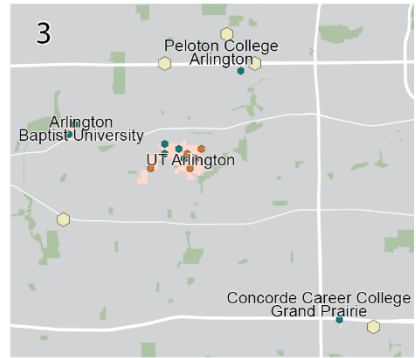 3
Peloton College
Arlington
Arlington
Baptist University
UT Arlington
Concorde Career College
Grand Prairie